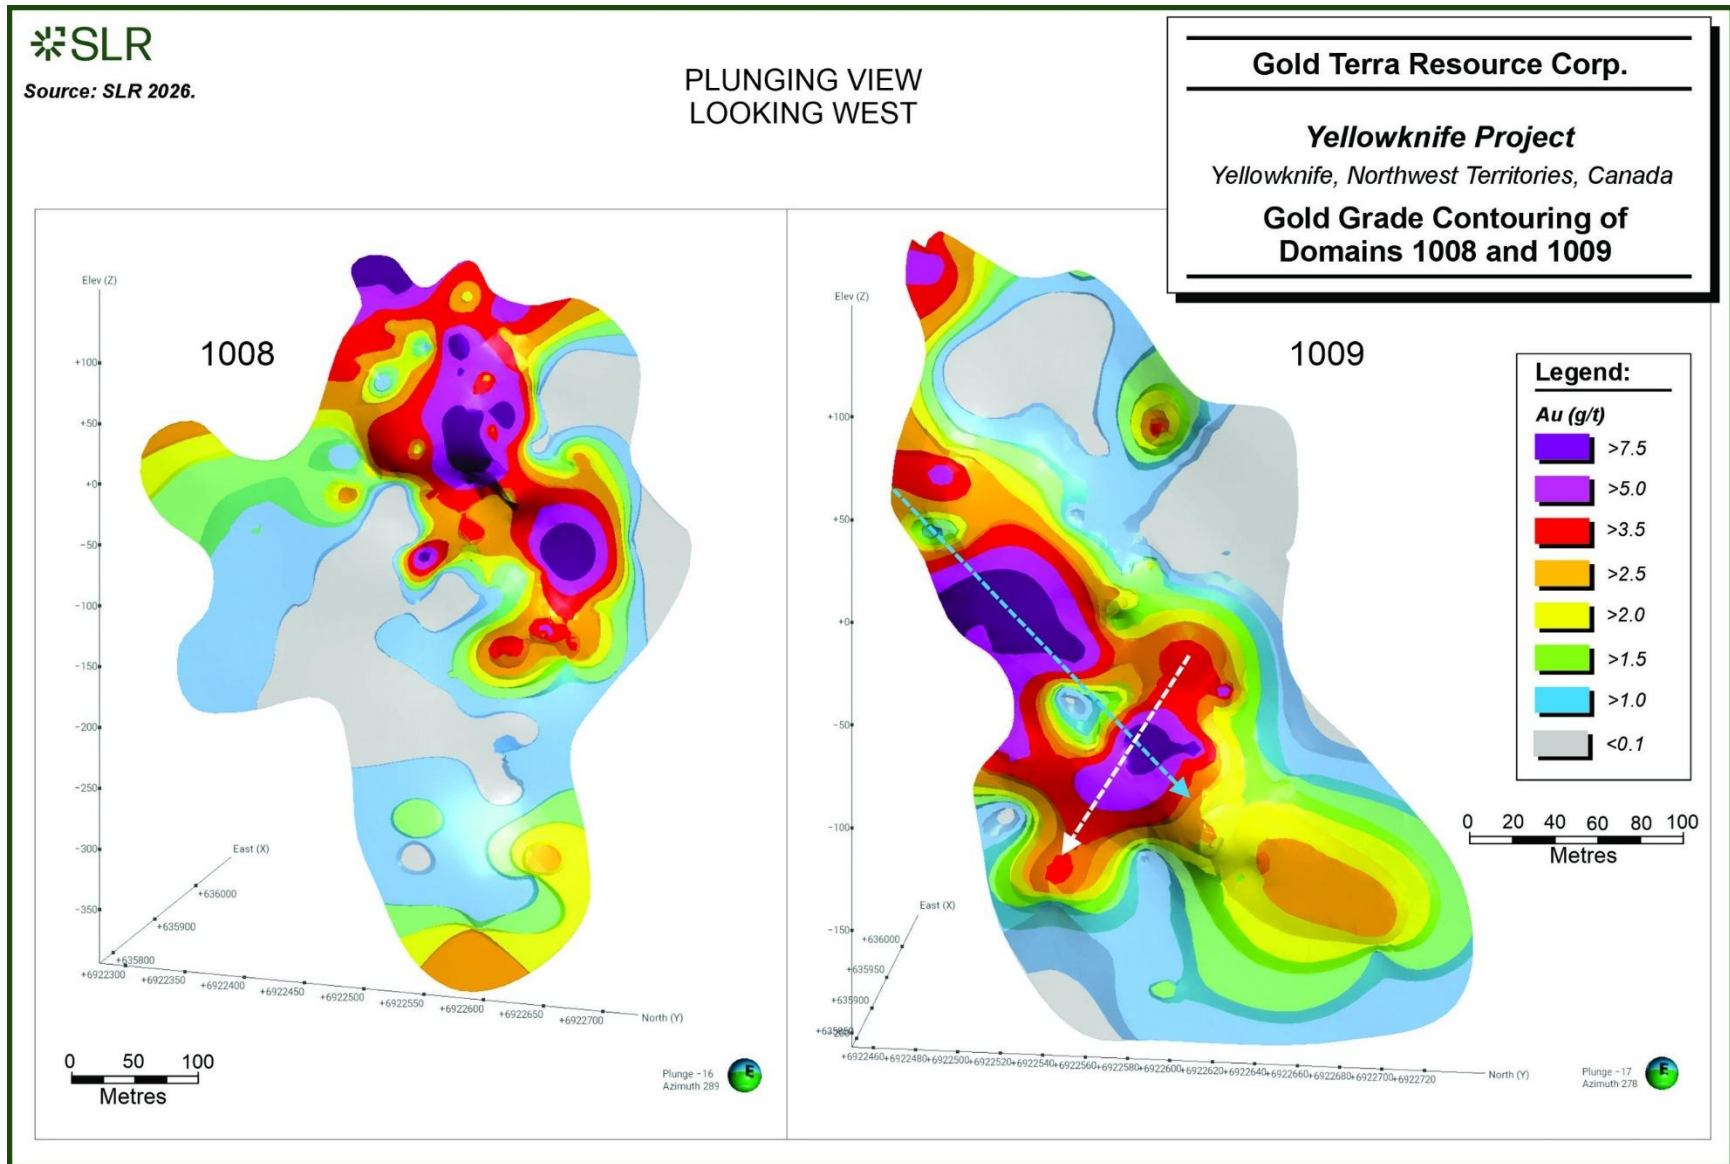 SLR
Source: SLR 2026.
PLUNGING VIEW
LOOKING WEST
Gold Terra Resource Corp.
Yellowknife Project
Yellowknife, Northwest Territories, Canada
Gold Grade Contouring of
Domains 1008 and 1009
1008
Elev (Z)
+100
+50
+0
−50
−100
−150
−200
−250
−300
−350
East (X)
+636000
+635900
+635800
+6922300
+6922350
+6922400
+6922450
+6922500
+6922550
+6922600
+6922650
+6922700
North (Y)
0 50 100
Metres
Plunge −16
Azimuth 289
E
1009
Elev (Z)
+100
+50
+0
−50
−100
−150
East (X)
+636000
+635950
+635900
+6922460
+6922480
+6922500
+6922520
+6922540
+6922560
+6922580
+6922600
+6922620
+6922640
+6922660
+6922680
+6922700
+6922720
North (Y)
Plunge −17
Azimuth 278
E
Legend:
Au (g/t)
>7.5
>5.0
>3.5
>2.5
>2.0
>1.5
>1.0
<0.1
0 20 40 60 80 100
Metres